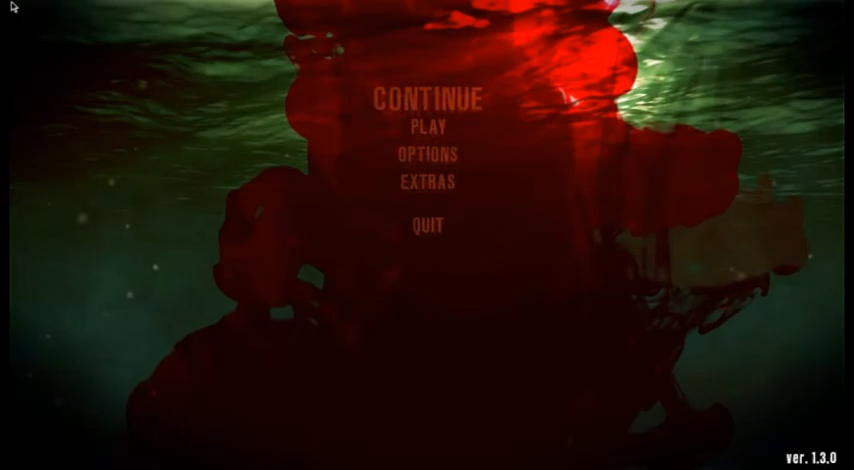 CONTINUE
PLAY
OPTIONS
EXTRAS
QUIT
ver. 1.3.0